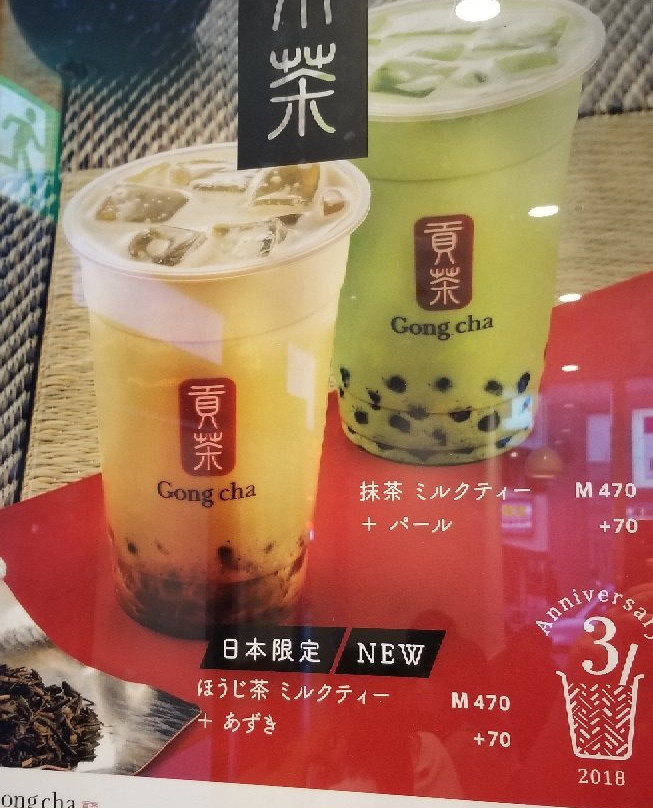 茶
貢茶
Gong cha
貢茶
Gong cha
抹茶 ミルクティー M 470
+ パール +70
日本限定 NEW
ほうじ茶 ミルクティー M 470
+ あずき +70
Anniversary
3
2018